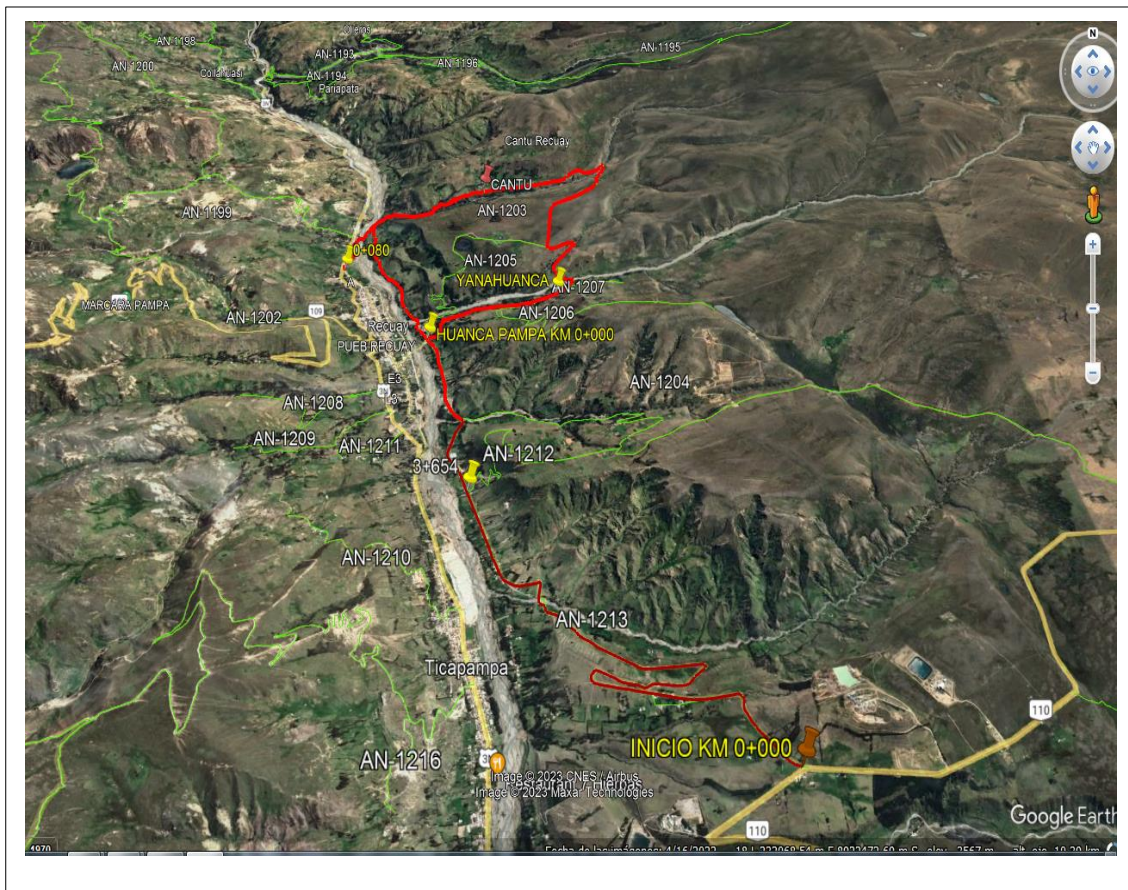 AN-1198
AN-1193
AN-1195
AN-1200
AN-1196
AN-1194
Collahuasi
Pariapata
N
Cantu Recuay
CANTU
AN-1199
AN-1203
0+080
AN-1205
YANAHUANCA
AN-1207
MARCARA PAMPA
AN-1206
AN-1202
109
Recuay
HUANCA PAMPA KM 0+000
PUEB RECUAY
AN-1204
E3
AN-1208
AN-1209
AN-1211
3+654
AN-1212
AN-1210
AN-1213
Ticapampa
110
INICIO KM 0+000
AN-1216
Image © 2023 CNES / Airbus
Image © 2023 Maxar Technologies
Google Earth
110
1970